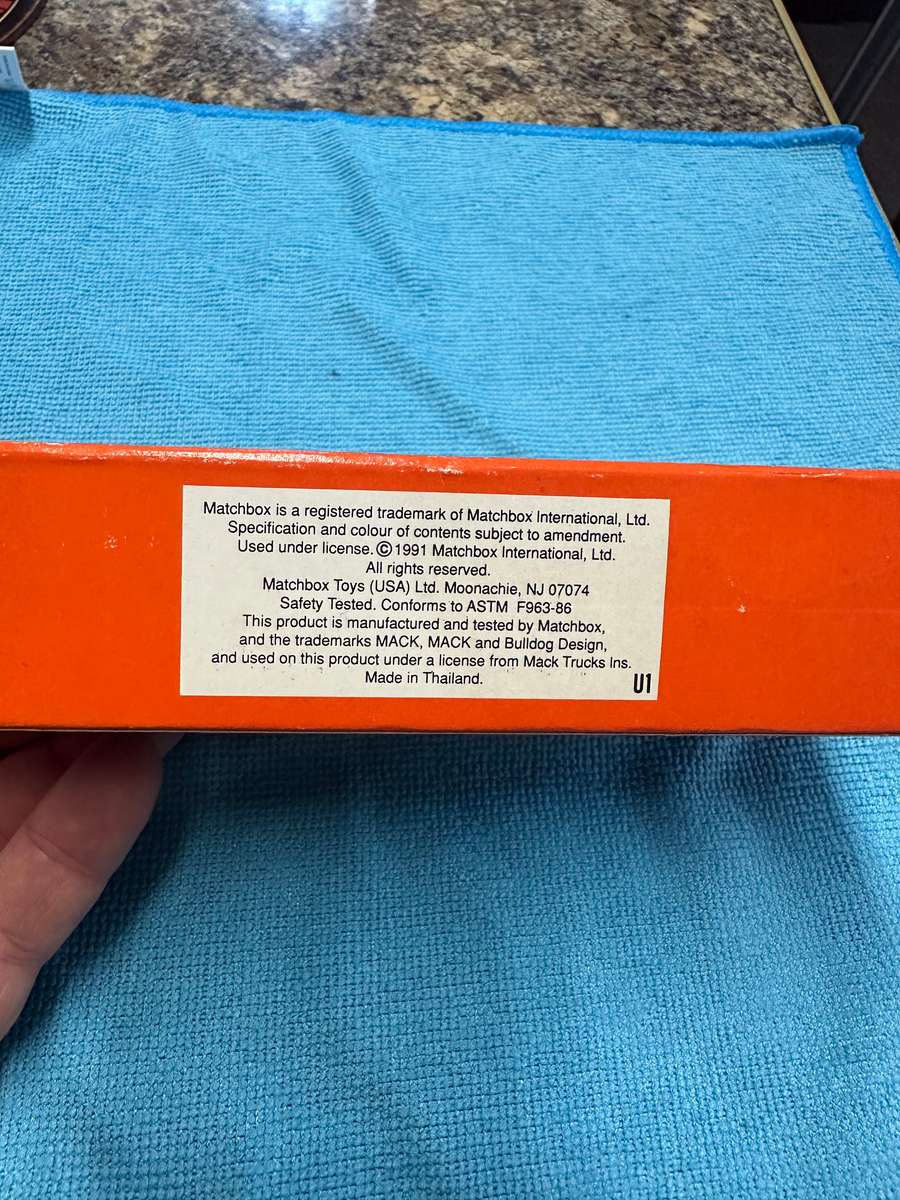 Matchbox is a registered trademark of Matchbox International, Ltd.
Specification and colour of contents subject to amendment.
Used under license. © 1991 Matchbox International, Ltd.
All rights reserved.
Matchbox Toys (USA) Ltd. Moonachie, NJ 07074
Safety Tested. Conforms to ASTM F963-86
This product is manufactured and tested by Matchbox,
and the trademarks MACK, MACK and Bulldog Design,
and used on this product under a license from Mack Trucks Ins.
Made in Thailand.
U1